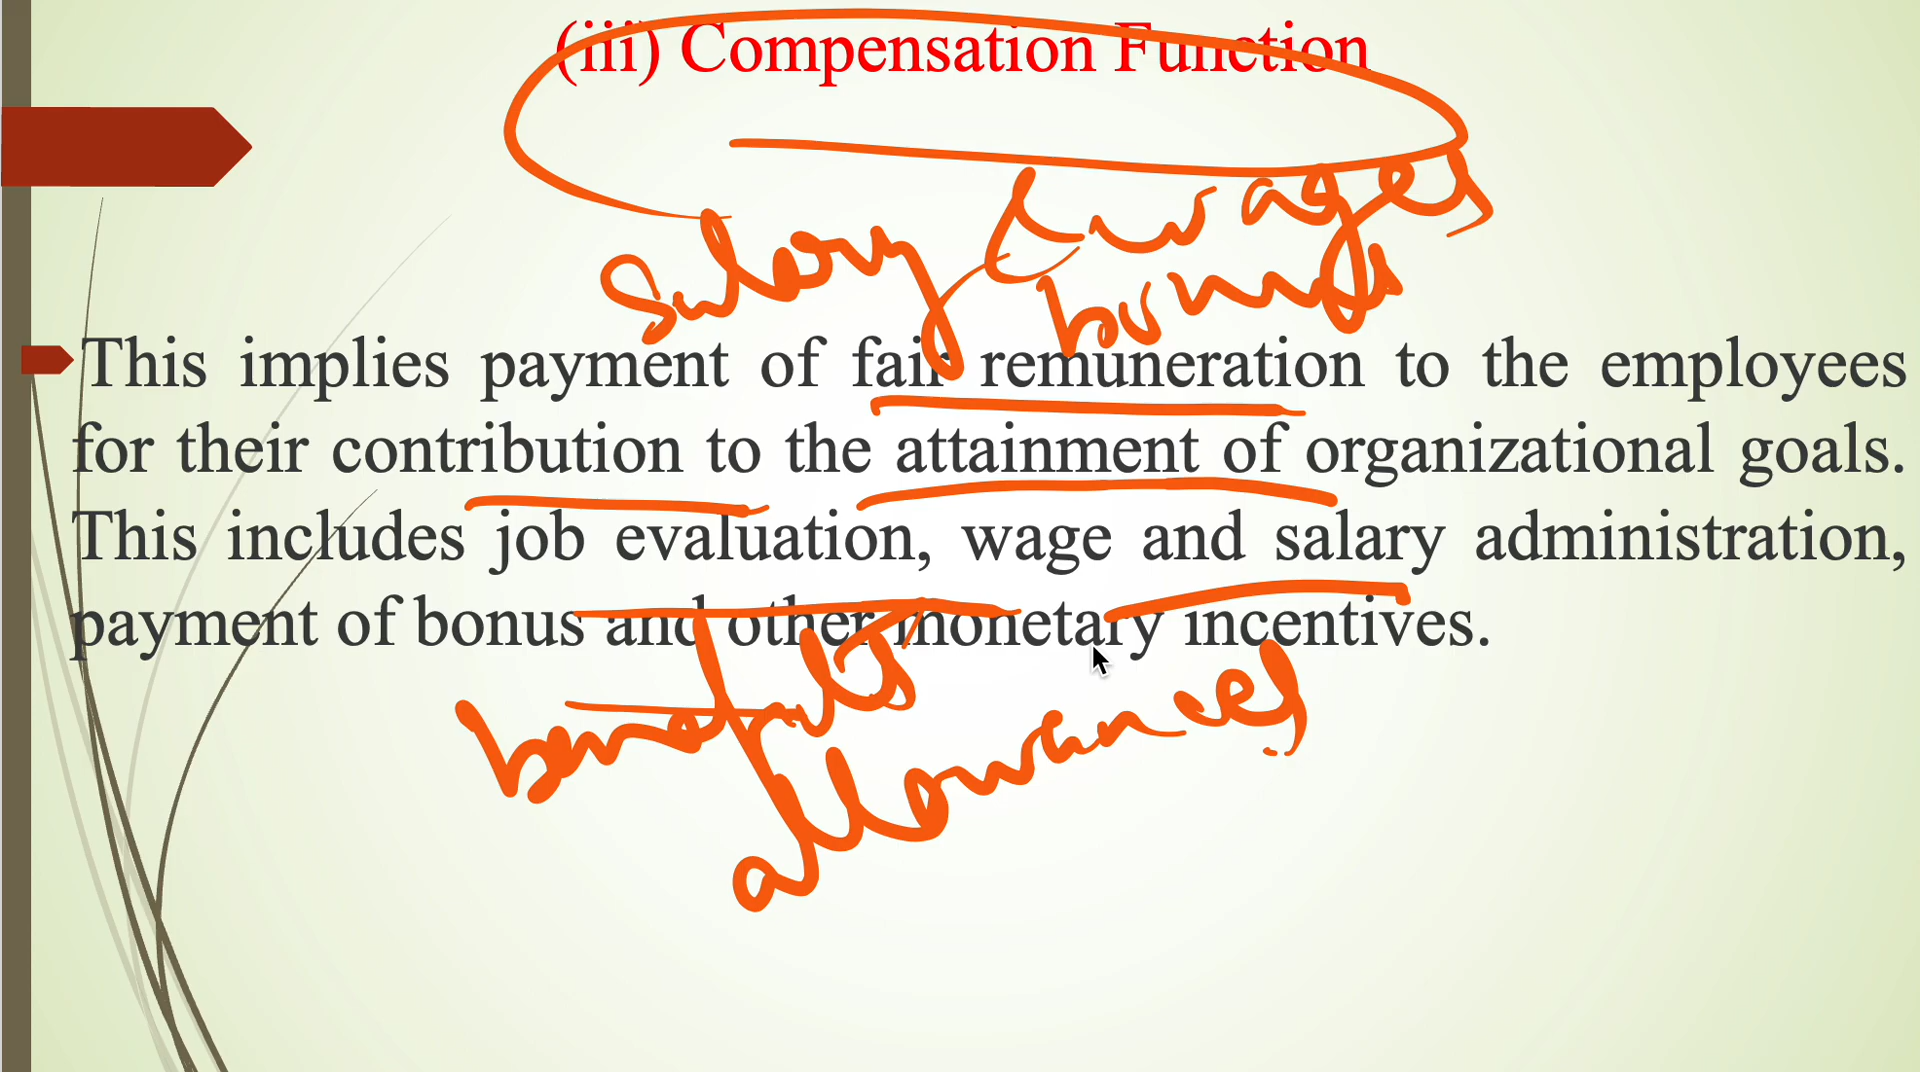 (iii) Compensation Function
Salary & wages
bonus
This implies payment of fair remuneration to the employees
for their contribution to the attainment of organizational goals.
This includes job evaluation, wage and salary administration,
payment of bonus and other monetary incentives.
benefits
allowances